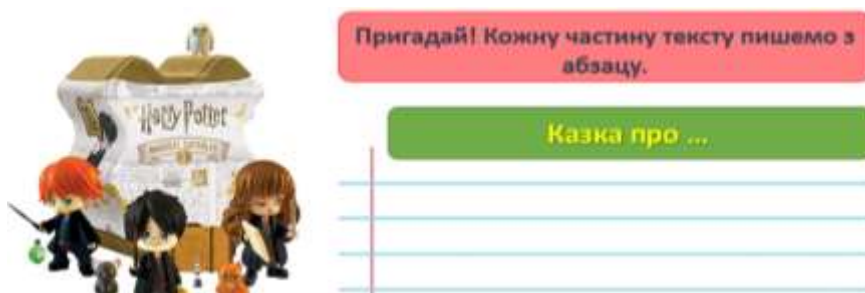 Harry Potter
Пригадай! Кожну частину тексту пишемо з
абзацу.
Казка про ...